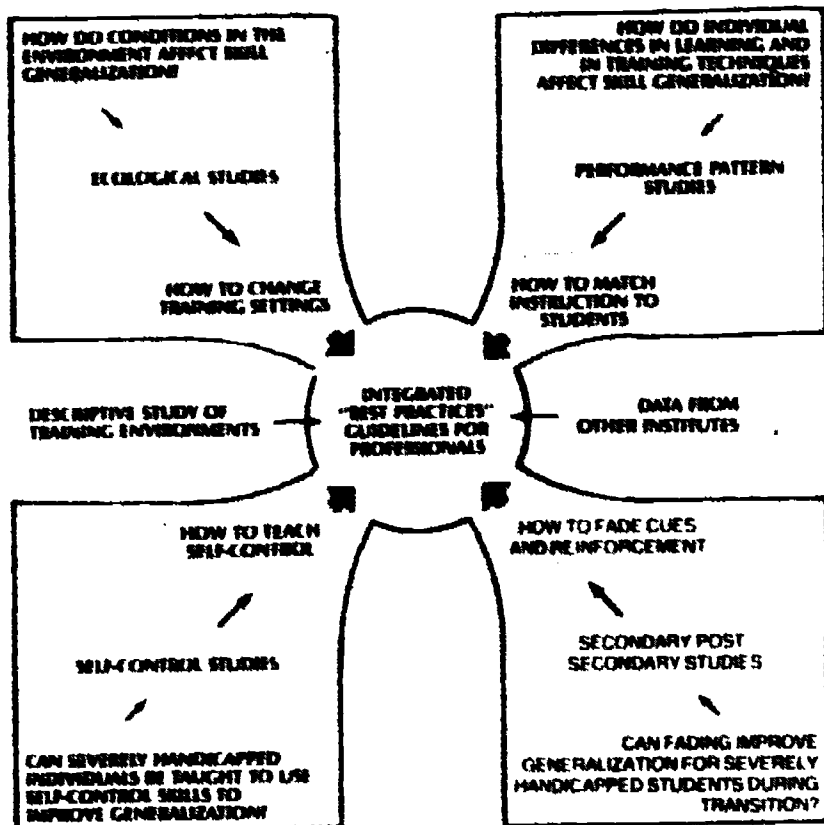 HOW DO CONDITIONS IN THE
ENVIRONMENT AFFECT SKILL
GENERALIZATION?
ECOLOGICAL STUDIES
HOW TO CHANGE
TRAINING SETTINGS
HOW DO INDIVIDUAL
DIFFERENCES IN LEARNING AND
IN TRAINING TECHNIQUES
AFFECT SKILL GENERALIZATION?
PERFORMANCE PATTERN
STUDIES
HOW TO MATCH
INSTRUCTION TO
STUDENTS
DESCRIPTIVE STUDY OF
TRAINING ENVIRONMENTS
INTEGRATED
"BEST PRACTICES"
GUIDELINES FOR
PROFESSIONALS
DATA FROM
OTHER INSTITUTES
HOW TO TEACH
SELF-CONTROL
SELF-CONTROL STUDIES
CAN SEVERELY HANDICAPPED
INDIVIDUALS IN TAUGHT TO USE
SELF-CONTROL SKILLS TO
IMPROVE GENERALIZATION?
HOW TO FADE CUES
AND REINFORCEMENT
SECONDARY POST
SECONDARY STUDIES
CAN FADING IMPROVE
GENERALIZATION FOR SEVERELY
HANDICAPPED STUDENTS DURING
TRANSITION?